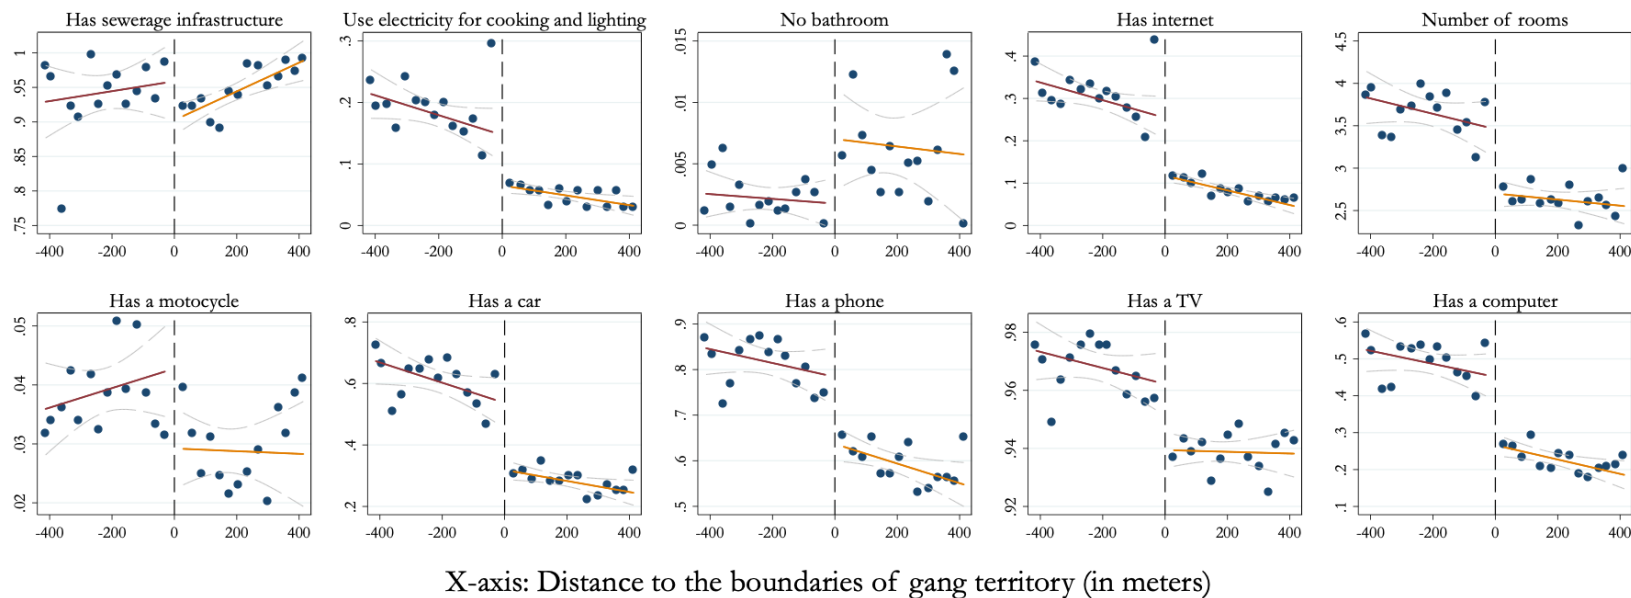 Has sewerage infrastructure Use electricity for cooking and lighting No bathroom Has internet Number of rooms
1 .95 .9 .85 .8 .75
.3 .2 .1 0
.015 .01 .005 0
.4 .3 .2 .1 0
4.5 4 3.5 3 2.5
-400 -200 0 200 400 -400 -200 0 200 400 -400 -200 0 200 400 -400 -200 0 200 400 -400 -200 0 200 400
Has a motocycle Has a car Has a phone Has a TV Has a computer
.05 .04 .03 .02
.8 .6 .4 .2
.9 .8 .7 .6 .5
.98 .96 .94 .92
.6 .5 .4 .3 .2 .1
-400 -200 0 200 400 -400 -200 0 200 400 -400 -200 0 200 400 -400 -200 0 200 400 -400 -200 0 200 400
X-axis: Distance to the boundaries of gang territory (in meters)